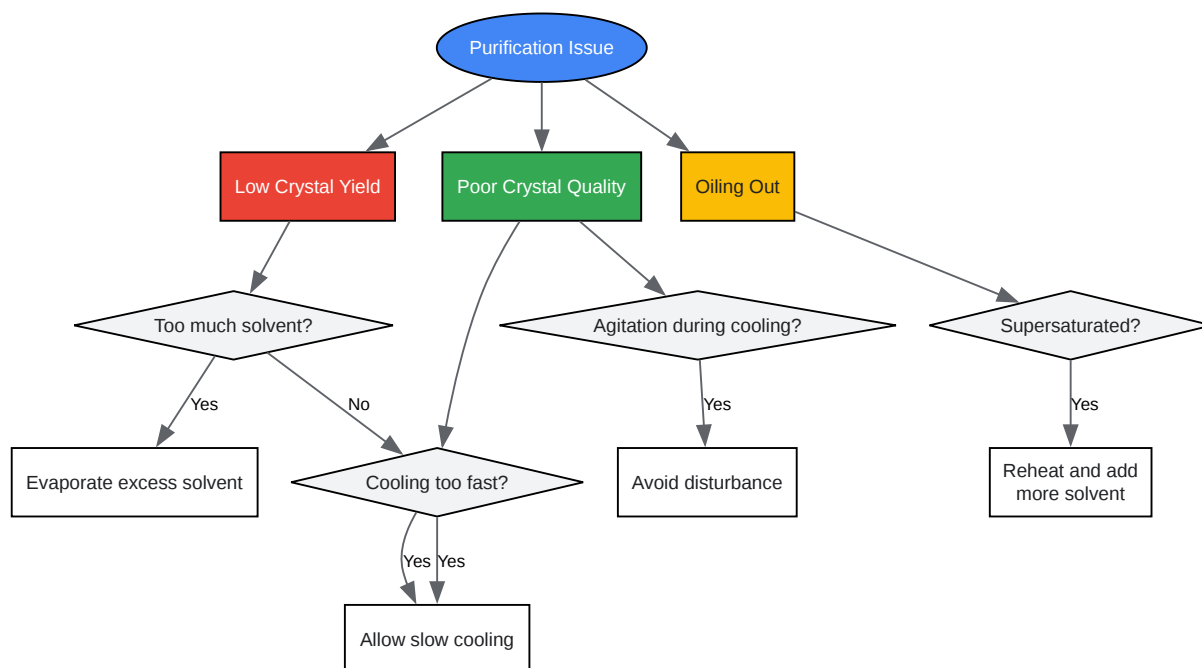 Purification Issue
Low Crystal Yield
Poor Crystal Quality
Oiling Out
Too much solvent?
Agitation during cooling?
Supersaturated?
Yes
No
Yes
Yes
Evaporate excess solvent
Cooling too fast?
Avoid disturbance
Reheat and add
more solvent
Yes
Yes
Allow slow cooling